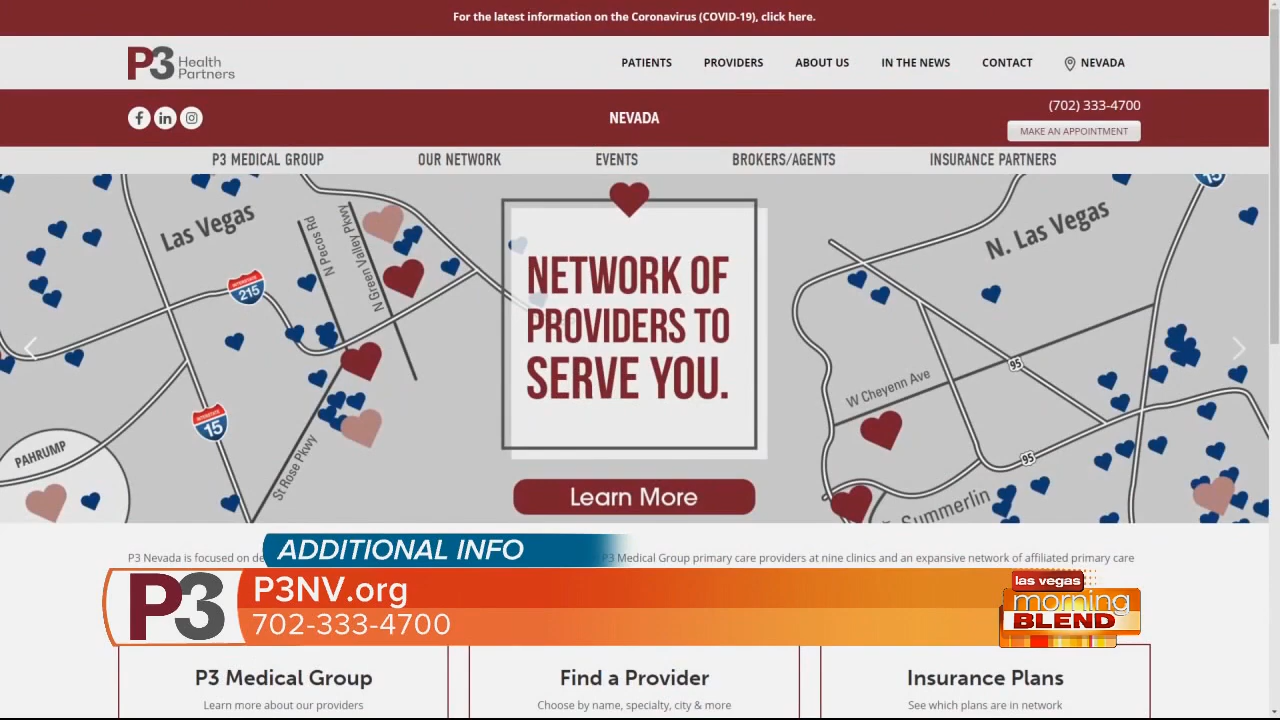 For the latest information on the Coronavirus (COVID-19), click here.
P3 Health Partners
PATIENTS PROVIDERS ABOUT US IN THE NEWS CONTACT NEVADA
NEVADA
(702) 333-4700
MAKE AN APPOINTMENT
P3 MEDICAL GROUP OUR NETWORK EVENTS BROKERS/AGENTS INSURANCE PARTNERS
Las Vegas
N Pecos Rd
N Green Valley Pkwy
INTERSTATE
215
INTERSTATE
15
St Rose Pkwy
PAHRUMP
NETWORK OF
PROVIDERS TO
SERVE YOU.
Learn More
15
N. Las Vegas
W Cheyenn Ave
95
95
Summerlin
P3 Nevada is focused on P3 Medical Group primary care providers at nine clinics and an expansive network of affiliated primary care
ADDITIONAL INFO
P3
P3NV.org
702-333-4700
las vegas
morning
BLEND
P3 Medical Group
Learn more about our providers
Find a Provider
Choose by name, specialty, city & more
Insurance Plans
See which plans are in network